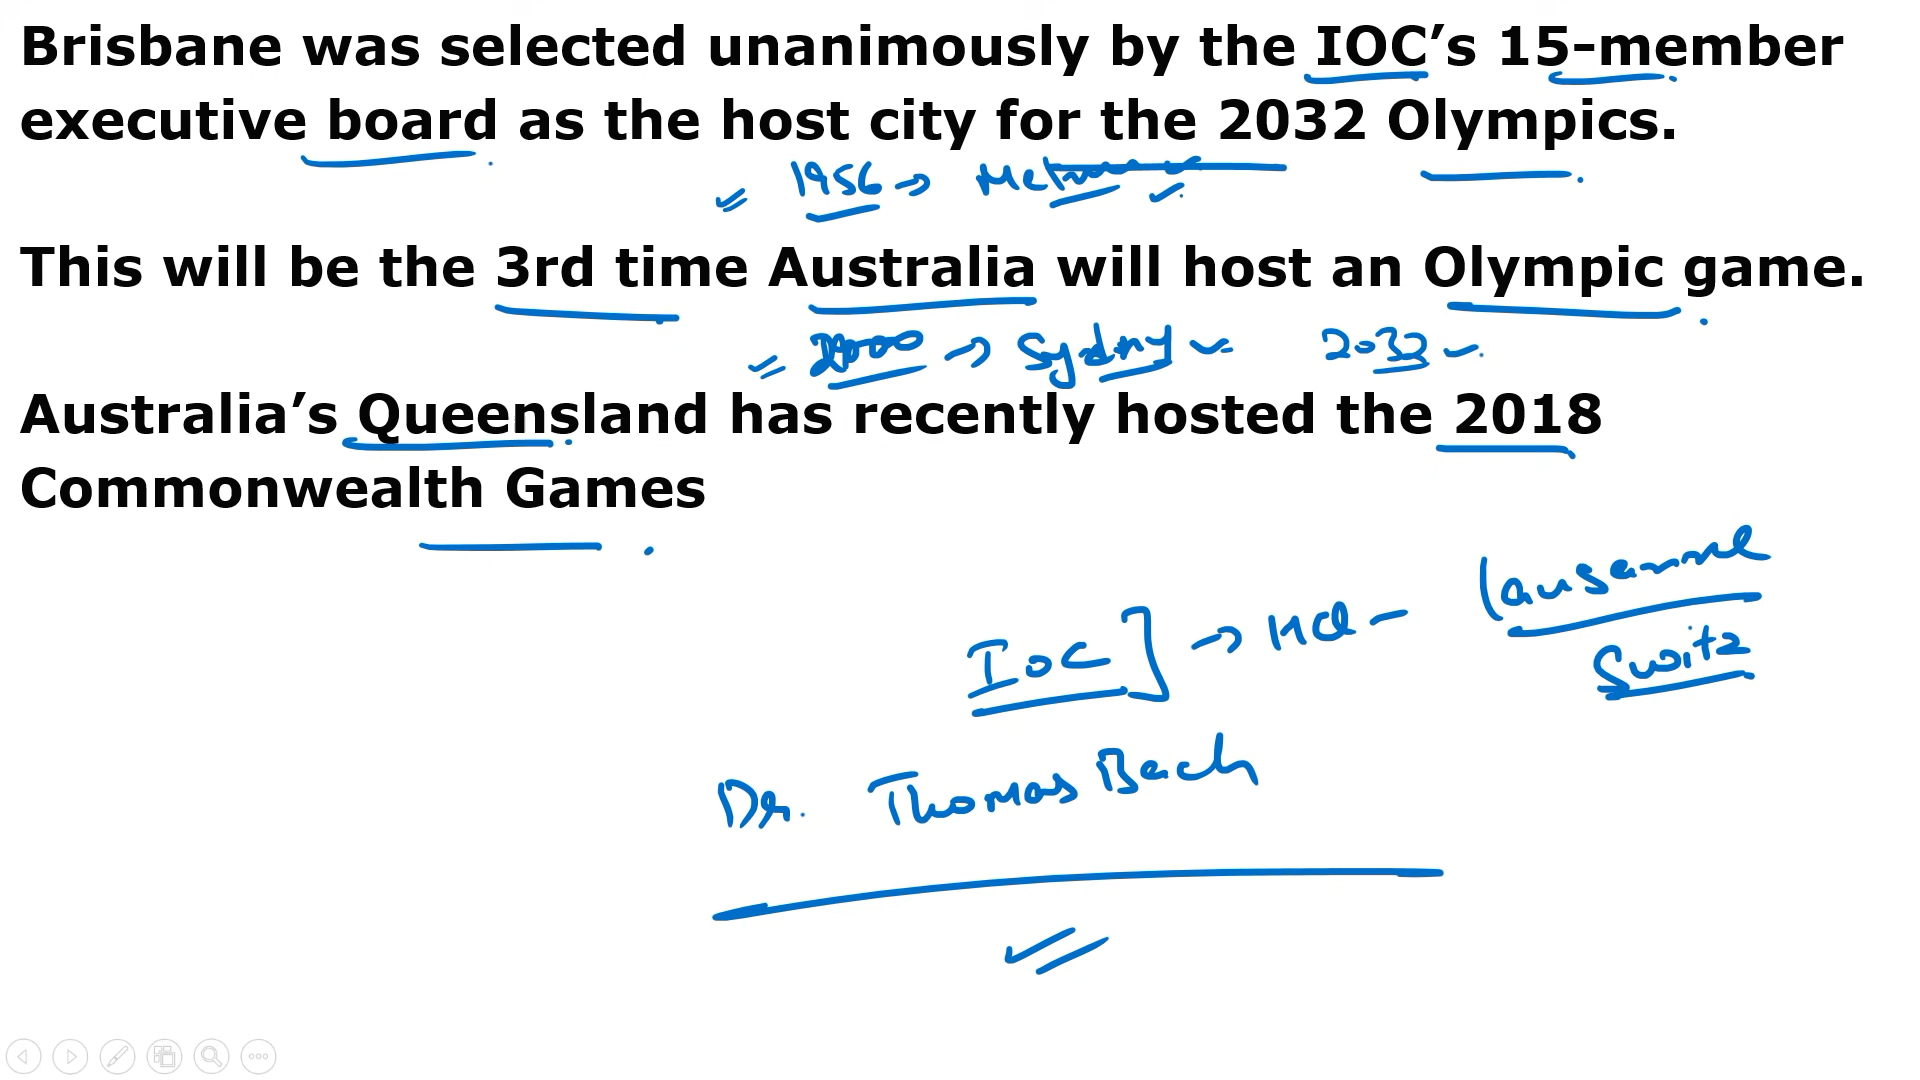 Brisbane was selected unanimously by the IOC’s 15-member
executive board as the host city for the 2032 Olympics.
1956 →
This will be the 3rd time Australia will host an Olympic game.
2000 → Sydny 2032
Australia’s Queensland has recently hosted the 2018
Commonwealth Games
Lausanne
IOC] → HQ -
Switz
Dr. Thomas Bach